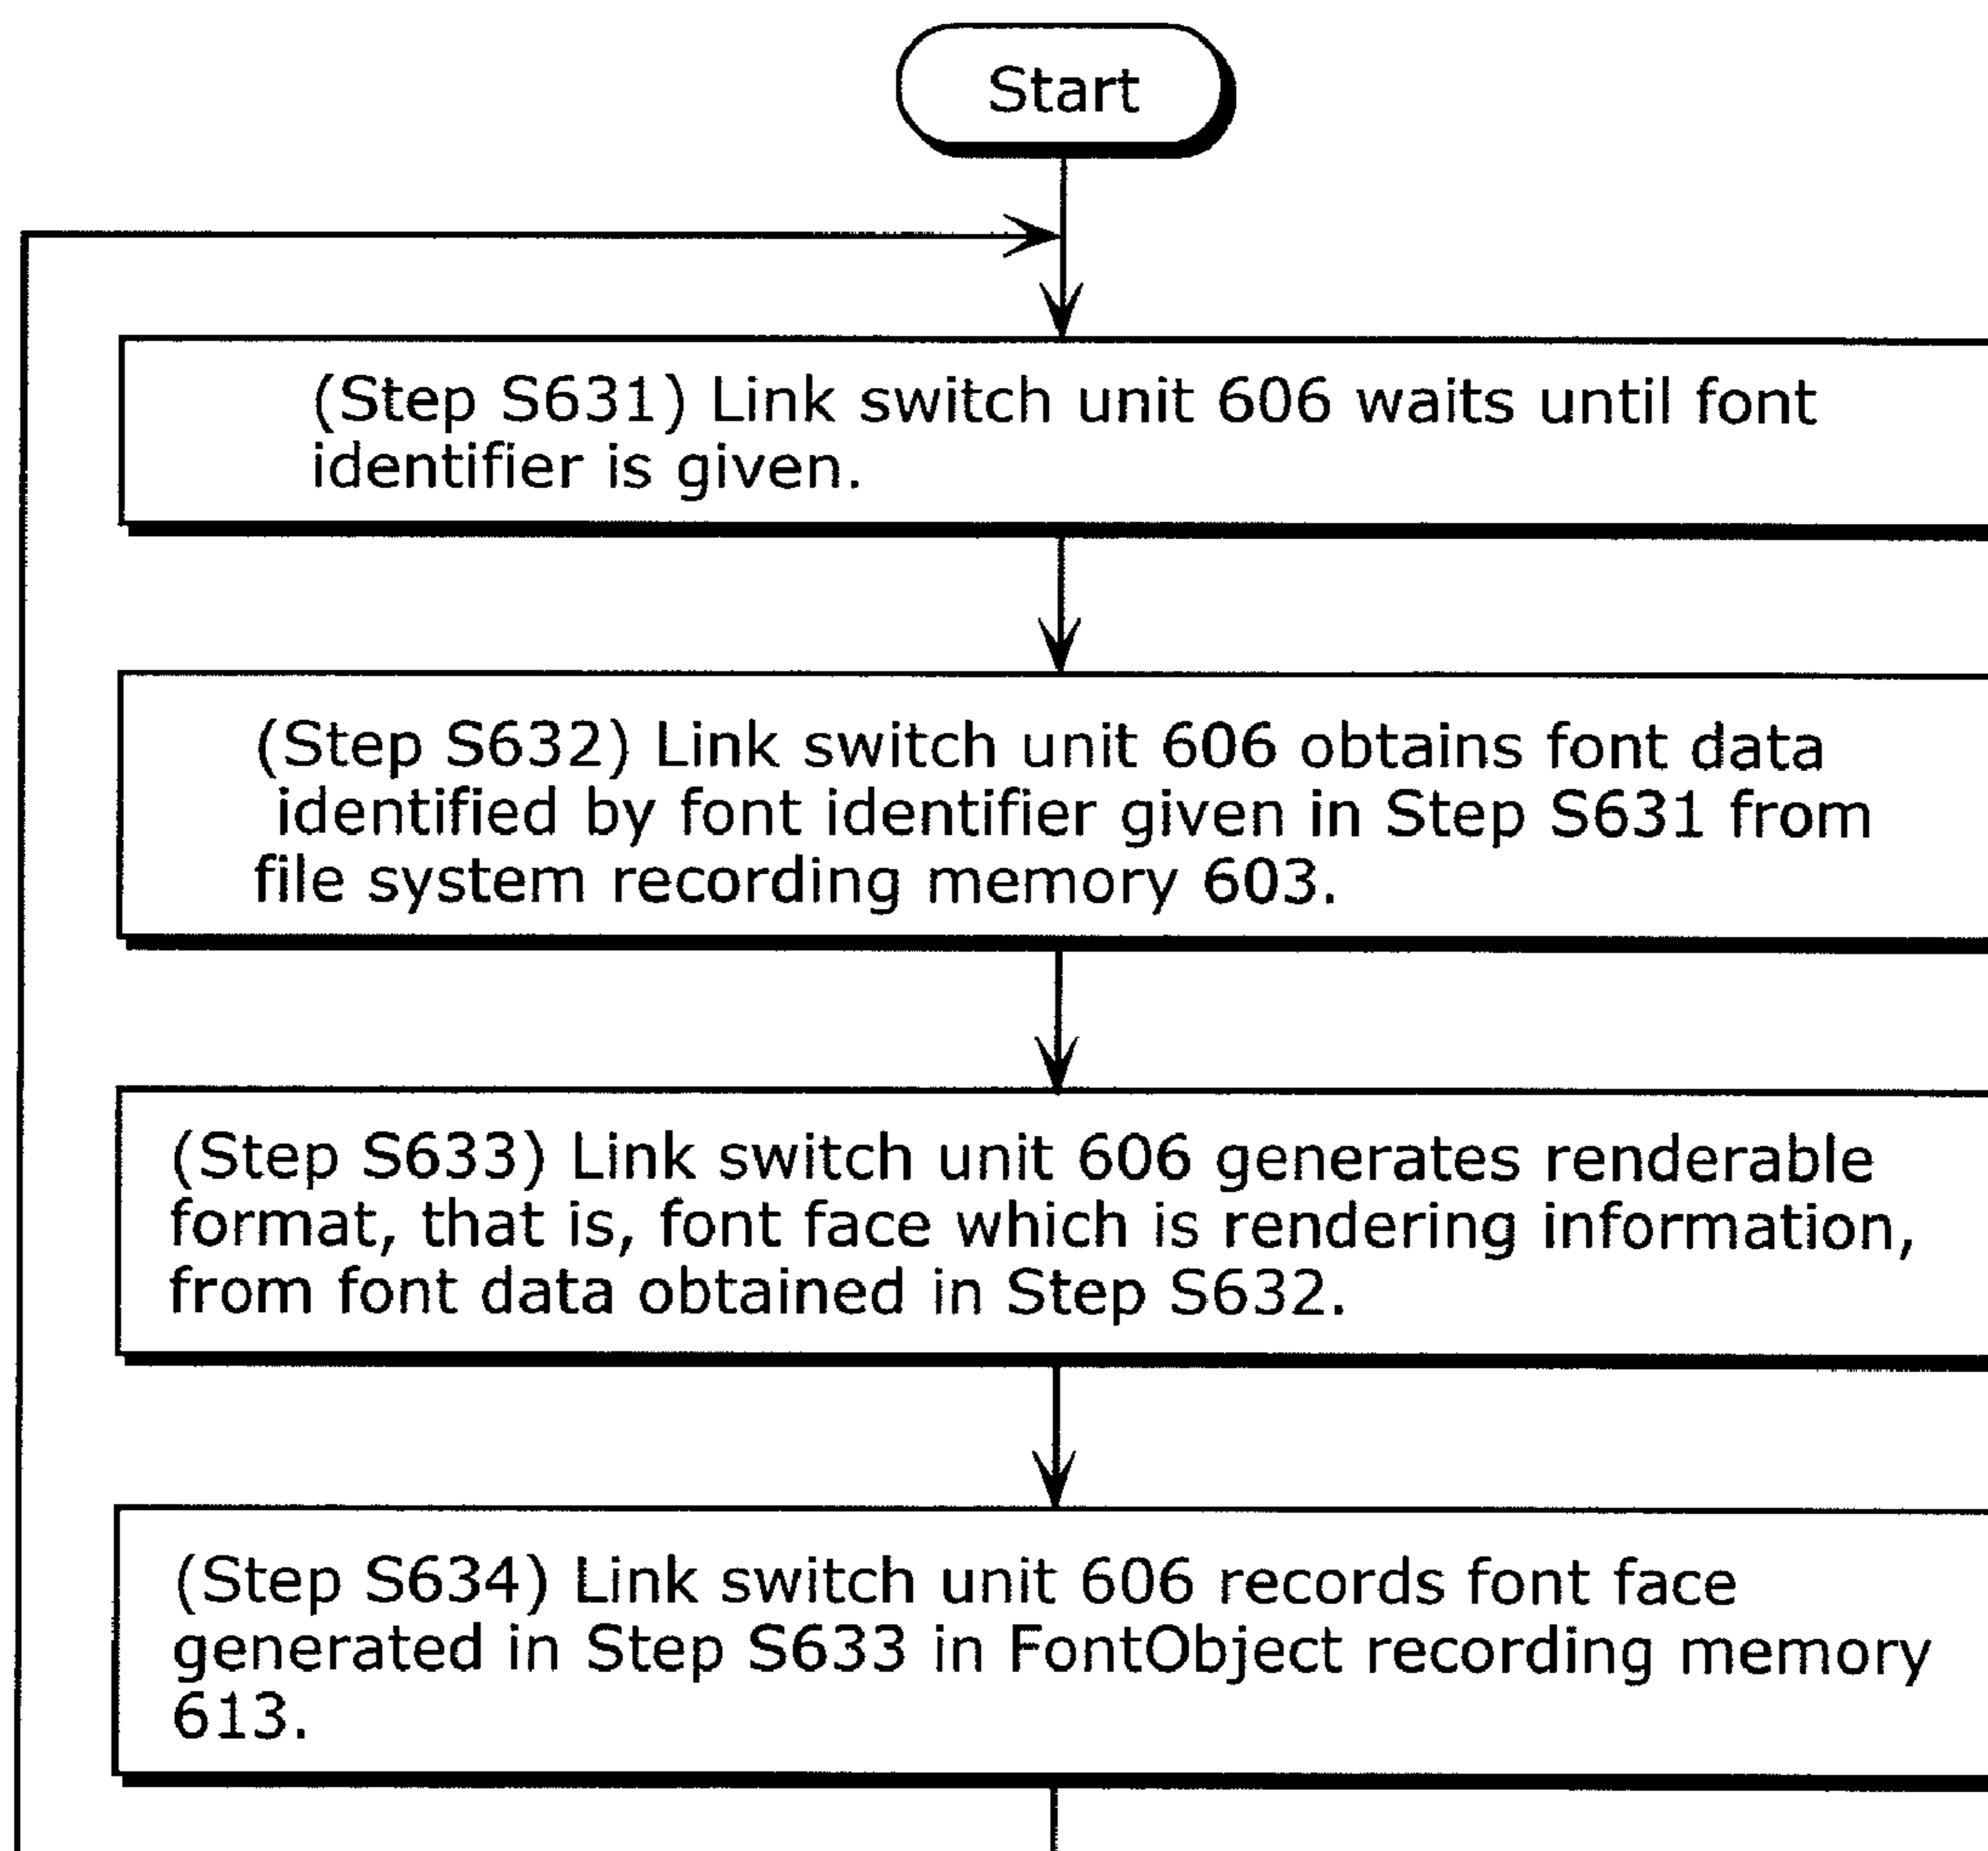 Start
(Step S631) Link switch unit 606 waits until font
identifier is given.
(Step S632) Link switch unit 606 obtains font data
identified by font identifier given in Step S631 from
file system recording memory 603.
(Step S633) Link switch unit 606 generates renderable
format, that is, font face which is rendering information,
from font data obtained in Step S632.
(Step S634) Link switch unit 606 records font face
generated in Step S633 in FontObject recording memory
613.